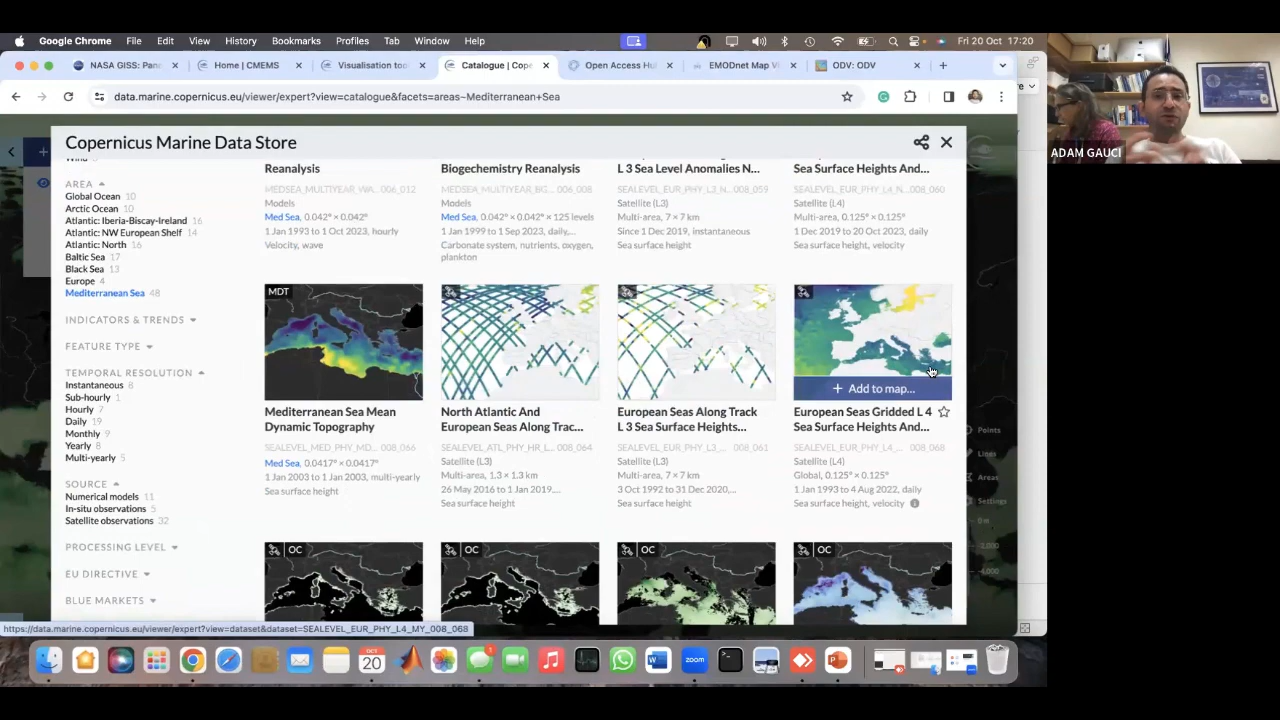 Google Chrome File Edit View History Bookmarks Profiles Tab Window Help Fri 20 Oct 17:20
NASA GISS: Pan Home | CMEMS Visualisation too Catalogue | Cope Open Access Hu EMODnet Map Vi ODV: ODV
data.marine.copernicus.eu/viewer/expert?view=catalogue&facets=areas~Mediterranean+Sea
ADAM GAUCI
Copernicus Marine Data Store
AREA
Global Ocean 10
Arctic Ocean 10
Atlantic: Iberia-Biscay-Ireland 16
Atlantic: NW European Shelf 14
Atlantic: North 16
Baltic Sea 17
Black Sea 13
Europe 4
Mediterranean Sea 48
INDICATORS & TRENDS
FEATURE TYPE
TEMPORAL RESOLUTION
Instantaneous 8
Sub-hourly 1
Hourly 7
Daily 19
Monthly 9
Yearly 8
Multi-yearly 5
SOURCE
Numerical models 11
In-situ observations 5
Satellite observations 32
PROCESSING LEVEL
EU DIRECTIVE
BLUE MARKETS
Reanalysis
MEDSEA_MULTIYEAR_WA... 006_012
Models
Med Sea, 0.042° × 0.042°
1 Jan 1993 to 1 Oct 2023, hourly
Velocity, wave
Biogeochemistry Reanalysis
MEDSEA_MULTIYEAR_BG... 006_008
Models
Med Sea, 0.042° × 0.042° × 125 levels
1 Jan 1999 to 1 Sep 2023, daily,...
Carbonate system, nutrients, oxygen,
plankton
L 3 Sea Level Anomalies N...
SEALEVEL_EUR_PHY_L3_N... 008_059
Satellite (L3)
Multi-area, 7 × 7 km
Since 1 Dec 2019, instantaneous
Sea surface height
Sea Surface Heights And...
SEALEVEL_EUR_PHY_L4_N... 008_060
Satellite (L4)
Multi-area, 0.125° × 0.125°
1 Dec 2019 to 20 Oct 2023, daily
Sea surface height, velocity
MDT
Mediterranean Sea Mean
Dynamic Topography
SEALEVEL_MED_PHY_MD... 008_066
Med Sea, 0.0417° × 0.0417°
1 Jan 2003 to 1 Jan 2003, multi-yearly
Sea surface height
North Atlantic And
European Seas Along Trac...
SEALEVEL_ATL_PHY_HR_L... 008_064
Satellite (L3)
Multi-area, 1.3 × 1.3 km
26 May 2016 to 1 Jan 2019,...
Sea surface height
European Seas Along Track
L 3 Sea Surface Heights...
SEALEVEL_EUR_PHY_L3_... 008_061
Satellite (L3)
Multi-area, 7 × 7 km
3 Oct 1992 to 31 Dec 2020,...
Sea surface height
+ Add to map...
European Seas Gridded L 4
Sea Surface Heights And...
SEALEVEL_EUR_PHY_L4_... 008_068
Satellite (L4)
Global, 0.125° × 0.125°
1 Jan 1993 to 4 Aug 2022, daily
Sea surface height, velocity
OC
OC
OC
OC
Points
Lines
Areas
Settings
0 m
https://data.marine.copernicus.eu/viewer/expert?view=dataset&dataset=SEALEVEL_EUR_PHY_L4_MY_008_068
OCT
20
zoom